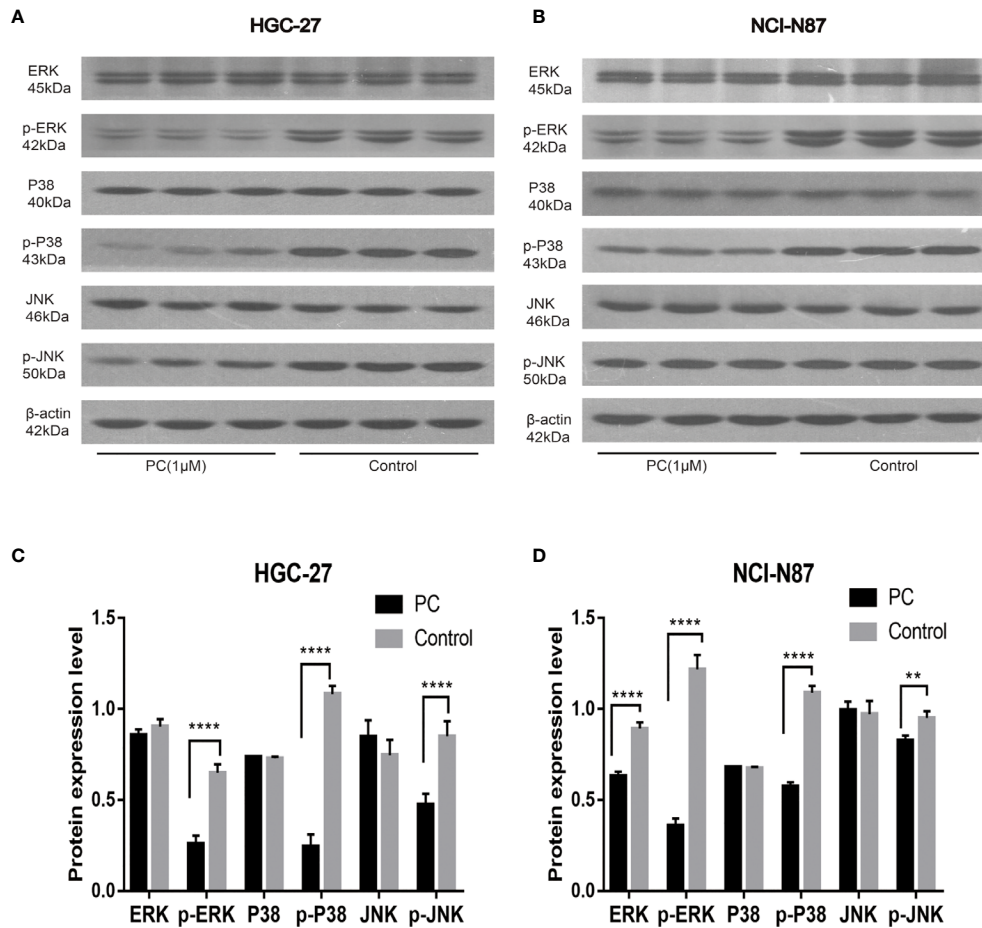 A
HGC-27
ERK
45kDa
p-ERK
42kDa
P38
40kDa
p-P38
43kDa
JNK
46kDa
p-JNK
50kDa
β-actin
42kDa
PC(1μM)
Control
B
NCI-N87
ERK
45kDa
p-ERK
42kDa
P38
40kDa
p-P38
43kDa
JNK
46kDa
p-JNK
50kDa
β-actin
42kDa
PC(1μM)
Control
C
HGC-27
PC
Control
Protein expression level
1.5
1.0
0.5
0.0
****
****
****
ERK p-ERK P38 p-P38 JNK p-JNK
D
NCI-N87
PC
Control
Protein expression level
1.5
1.0
0.5
0.0
****
****
****
**
ERK p-ERK P38 p-P38 JNK p-JNK